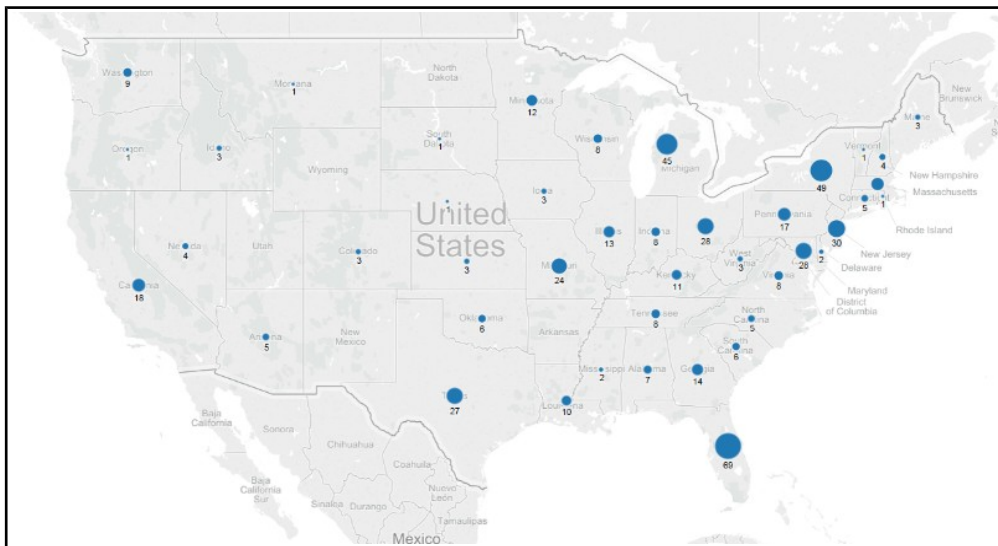 Washington
9
Montana
1
North
Dakota
Minnesota
12
Oregon
1
Idaho
3
South
Dakota
1
Wisconsin
8
45
Michigan
New
Brunswick
Maine
3
Vermont
1
4
New Hampshire
49
Massachusetts
Connecticut
5
1
Rhode Island
Wyoming
1
Iowa
3
United
States
Pennsylvania
17
30
New Jersey
Nevada
4
Utah
Colorado
3
3
Illinois
13
Indiana
8
28
West
Virginia
3
28
2
Delaware
Maryland
District
of Columbia
California
18
Missouri
24
Kentucky
11
Virginia
8
Arizona
5
New
Mexico
Oklahoma
6
Arkansas
Tennessee
8
North
Carolina
5
South
Carolina
6
Mississippi
2
Alabama
7
Georgia
14
Texas
27
Louisiana
10
69
Baja
California
Sonora
Chihuahua
Coahuila
Baja
California
Sur
Sinaloa
Durango
Nuevo
León
Tamaulipas
Mexico